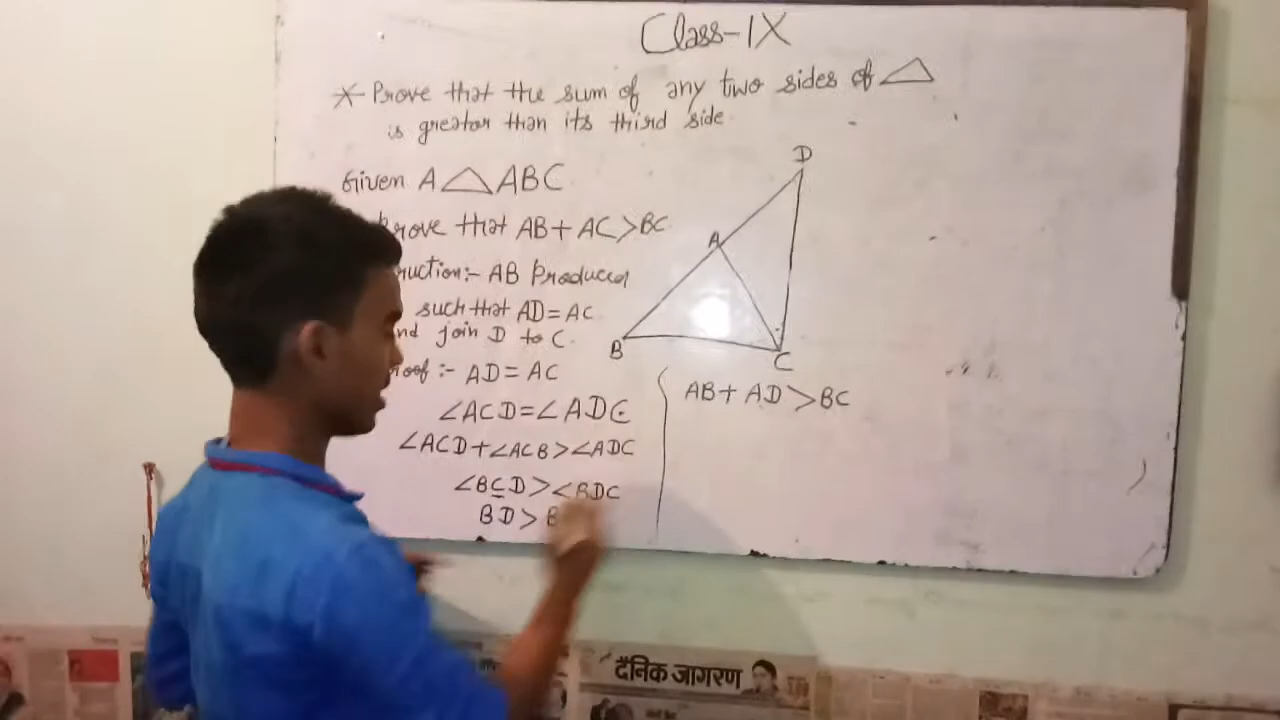 Class-IX
* Prove that the sum of any two sides of △
is greator than its third side
Given A △ ABC
Prove that AB + AC > BC
ruction:- AB Produced
such that AD = AC
nd join D to C.
roof :- AD = AC
∠ACD = ∠ADC
∠ACD + ∠ACB > ∠ADC
∠BCD > ∠BDC
BD > B
D
A
B
C
AB + AD > BC
दैनिक जागरण